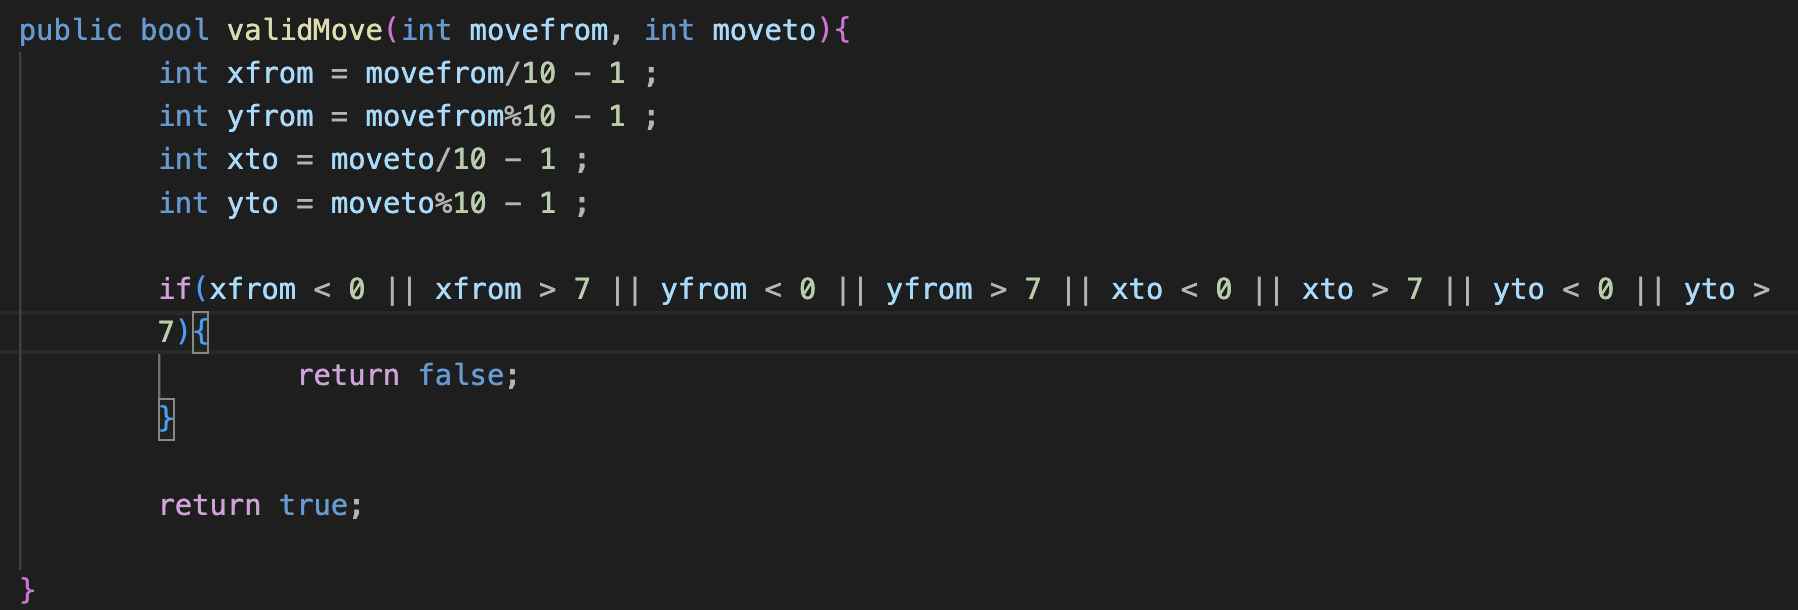 public bool validMove(int movefrom, int moveto){
int xfrom = movefrom/10 - 1 ;
int yfrom = movefrom%10 - 1 ;
int xto = moveto/10 - 1 ;
int yto = moveto%10 - 1 ;
if(xfrom < 0 || xfrom > 7 || yfrom < 0 || yfrom > 7 || xto < 0 || xto > 7 || yto < 0 || yto >
7){
return false;
}
return true;
}